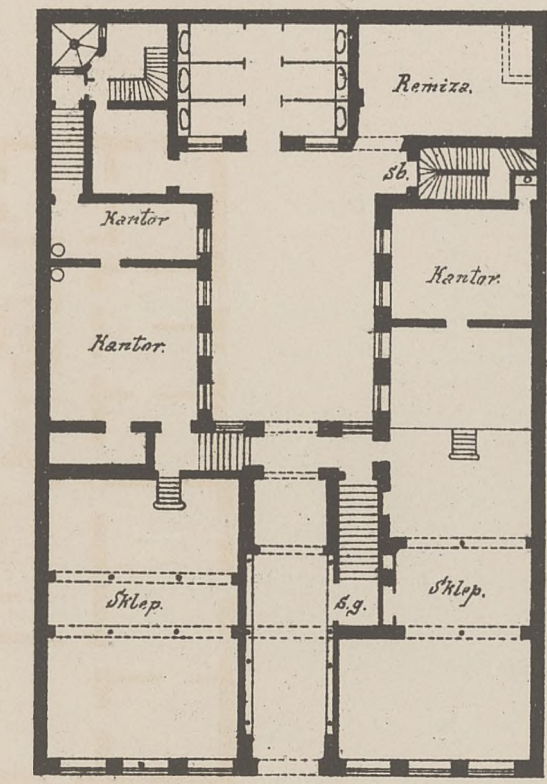 Remiza.
sb.
Kantor
Kantor.
Kantor.
Sklep.
s.g.
Sklep.